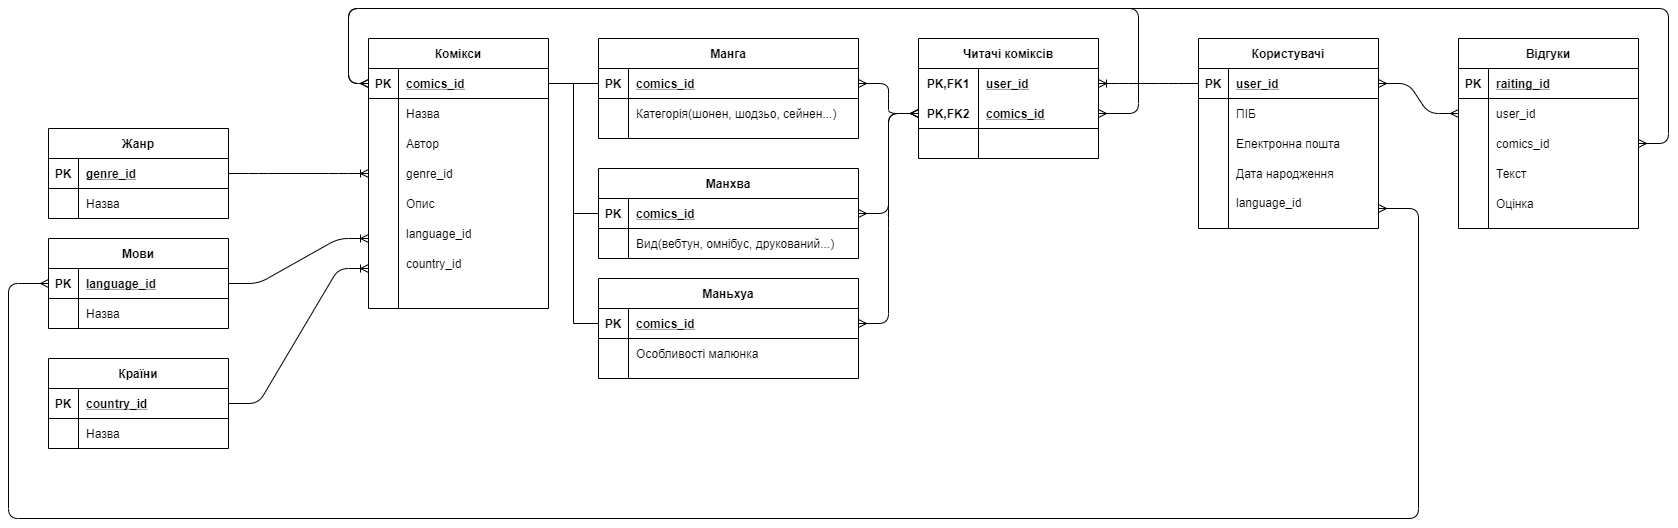 Жанр
PK genre_id
Назва
Мови
PK language_id
Назва
Країни
PK country_id
Назва
Комікси
PK comics_id
Назва
Автор
genre_id
Опис
language_id
country_id
Манга
PK comics_id
Категорія(шонен, шодзьо, сейнен...)
Манхва
PK comics_id
Вид(вебтун, омнібус, друкований...)
Маньхуа
PK comics_id
Особливості малюнка
Читачі коміксів
PK,FK1 user_id
PK,FK2 comics_id
Користувачі
PK user_id
ПІБ
Електронна пошта
Дата народження
language_id
Відгуки
PK raiting_id
user_id
comics_id
Текст
Оцінка